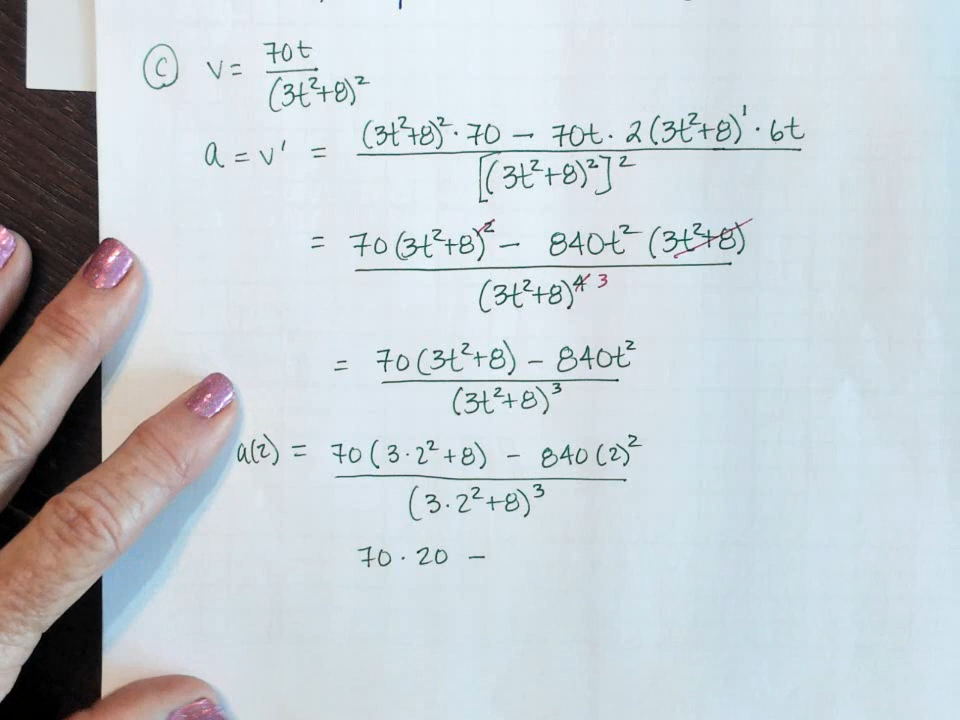 (c) v = 70t / (3t²+8)²
a = v' = (3t²+8)² · 70 − 70t · 2(3t²+8)¹ · 6t / [(3t²+8)²]²
= 70(3t²+8)² − 840t² (3t²+8) / (3t²+8)⁴ 3
= 70(3t²+8) − 840t² / (3t²+8)³
a(2) = 70(3·2²+8) − 840(2)² / (3·2²+8)³
70 · 20 −